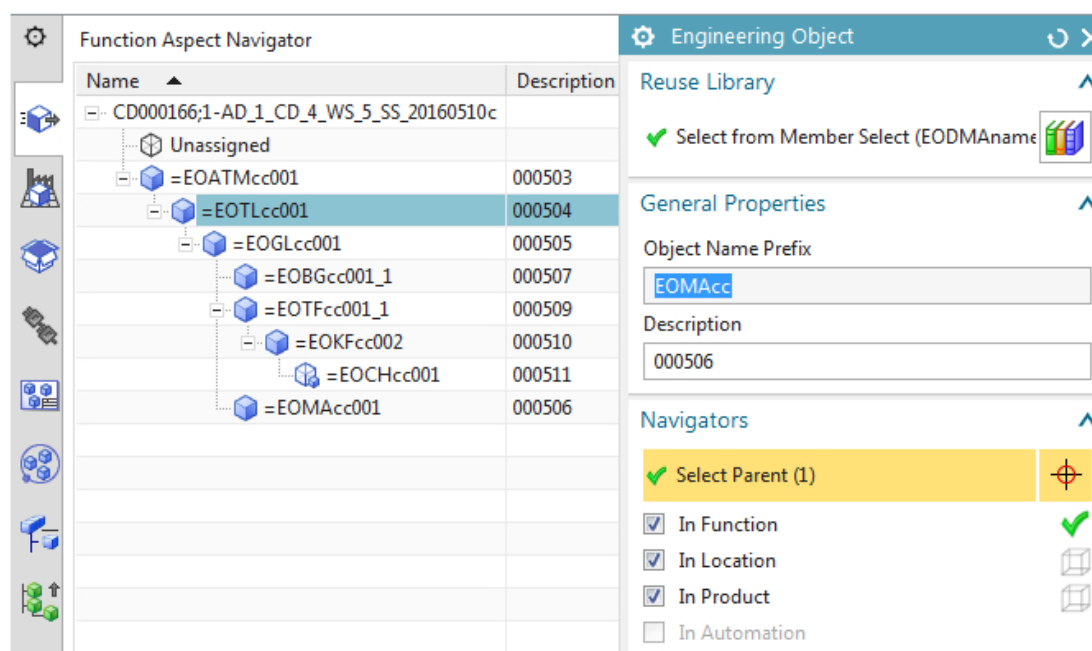 Function Aspect Navigator
Name Description
CD000166;1-AD_1_CD_4_WS_5_SS_20160510c
Unassigned
=EOATMcc001 000503
=EOTLcc001 000504
=EOGLcc001 000505
=EOBGcc001_1 000507
=EOTFcc001_1 000509
=EOKFcc002 000510
=EOCHcc001 000511
=EOMAcc001 000506
Engineering Object
Reuse Library
Select from Member Select (EODMAname
General Properties
Object Name Prefix
EOMAcc
Description
000506
Navigators
Select Parent (1)
In Function
In Location
In Product
In Automation